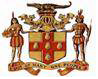 OUT OF MANY, ONE PEOPLE